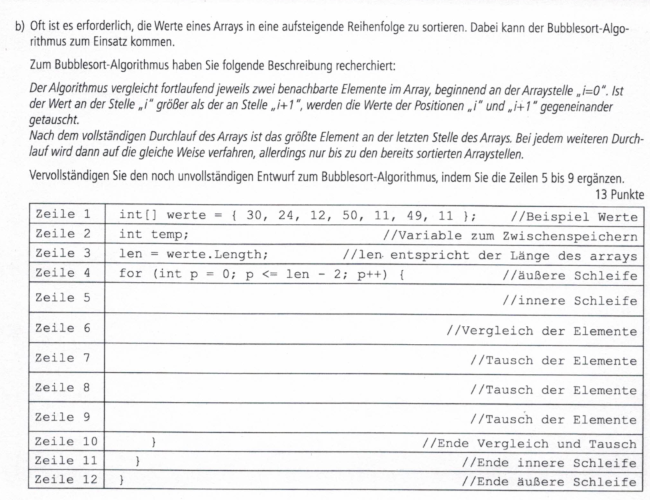 b) Oft ist es erforderlich, die Werte eines Arrays in eine aufsteigende Reihenfolge zu sortieren. Dabei kann der Bubblesort-Algo-
rithmus zum Einsatz kommen.
Zum Bubblesort-Algorithmus haben Sie folgende Beschreibung recherchiert:
Der Algorithmus vergleicht fortlaufend jeweils zwei benachbarte Elemente im Array, beginnend an der Arraystelle „i=0“. Ist
der Wert an der Stelle „i“ größer als der an Stelle „i+1“, werden die Werte der Positionen „i“ und „i+1“ gegeneinander
getauscht.
Nach dem vollständigen Durchlauf des Arrays ist das größte Element an der letzten Stelle des Arrays. Bei jedem weiteren Durch-
lauf wird dann auf die gleiche Weise verfahren, allerdings nur bis zu den bereits sortierten Arraystellen.
Vervollständigen Sie den noch unvollständigen Entwurf zum Bubblesort-Algorithmus, indem Sie die Zeilen 5 bis 9 ergänzen.
13 Punkte
Zeile 1 int[] werte = { 30, 24, 12, 50, 11, 49, 11 }; //Beispiel Werte
Zeile 2 int temp; //Variable zum Zwischenspeichern
Zeile 3 len = werte.Length; //len entspricht der Länge des arrays
Zeile 4 for (int p = 0; p <= len - 2; p++) { //äußere Schleife
Zeile 5 //innere Schleife
Zeile 6 //Vergleich der Elemente
Zeile 7 //Tausch der Elemente
Zeile 8 //Tausch der Elemente
Zeile 9 //Tausch der Elemente
Zeile 10 } //Ende Vergleich und Tausch
Zeile 11 } //Ende innere Schleife
Zeile 12 } //Ende äußere Schleife